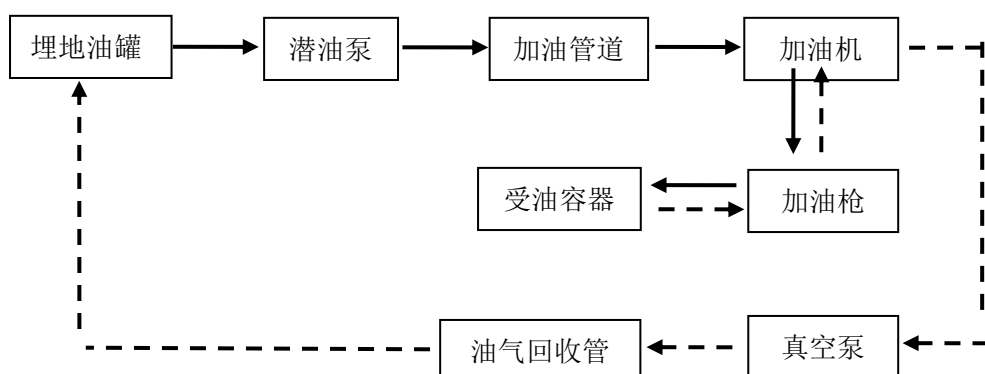 埋地油罐
潜油泵
加油管道
加油机
受油容器
加油枪
油气回收管
真空泵